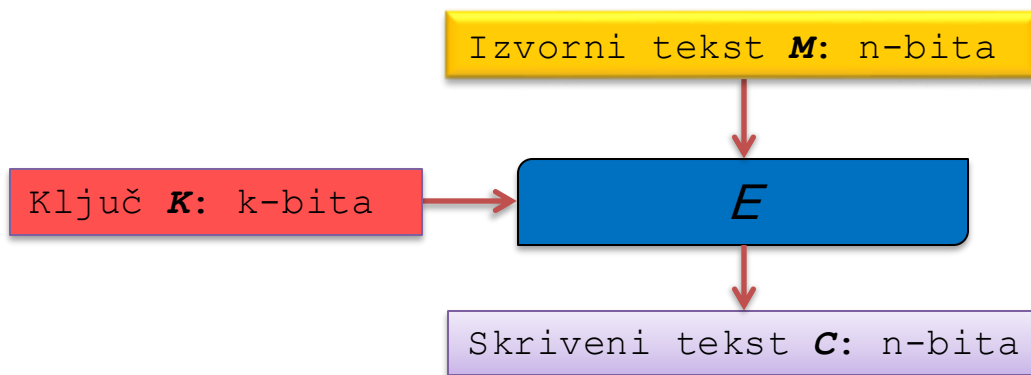 Izvorni tekst M: n-bita
Ključ K: k-bita
E
Skriveni tekst C: n-bita